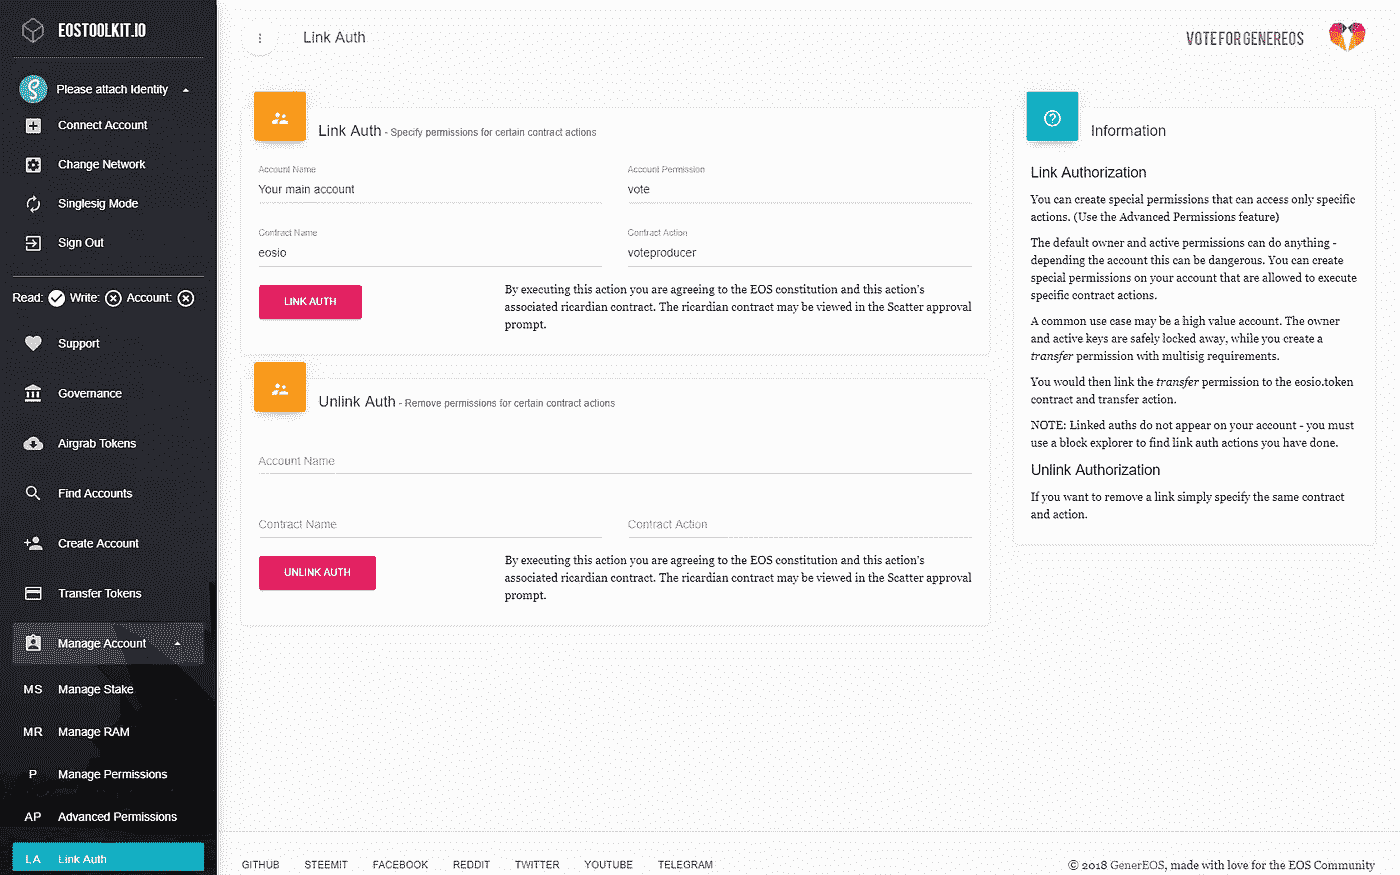 EOSTOOLKIT.IO
Please attach Identity
Connect Account
Change Network
Singlesig Mode
Sign Out
Read: Write: Account:
Support
Governance
Airgrab Tokens
Find Accounts
Create Account
Transfer Tokens
Manage Account
MS Manage Stake
MR Manage RAM
P Manage Permissions
AP Advanced Permissions
LA Link Auth
Link Auth
VOTE FOR GENEREOS
Link Auth - Specify permissions for certain contract actions
Account Name
Your main account
Account Permission
vote
Contract Name
eosio
Contract Action
voteproducer
LINK AUTH
By executing this action you are agreeing to the EOS constitution and this action's
associated ricardian contract. The ricardian contract may be viewed in the Scatter approval
prompt.
Unlink Auth - Remove permissions for certain contract actions
Account Name
Contract Name
Contract Action
UNLINK AUTH
By executing this action you are agreeing to the EOS constitution and this action's
associated ricardian contract. The ricardian contract may be viewed in the Scatter approval
prompt.
Information
Link Authorization
You can create special permissions that can access only specific
actions. (Use the Advanced Permissions feature)
The default owner and active permissions can do anything -
depending the account this can be dangerous. You can create
special permissions on your account that are allowed to execute
specific contract actions.
A common use case may be a high value account. The owner
and active keys are safely locked away, while you create a
transfer permission with multisig requirements.
You would then link the transfer permission to the eosio.token
contract and transfer action.
NOTE: Linked auths do not appear on your account - you must
use a block explorer to find link auth actions you have done.
Unlink Authorization
If you want to remove a link simply specify the same contract
and action.
GITHUB STEEMIT FACEBOOK REDDIT TWITTER YOUTUBE TELEGRAM
© 2018 GenerEOS, made with love for the EOS Community